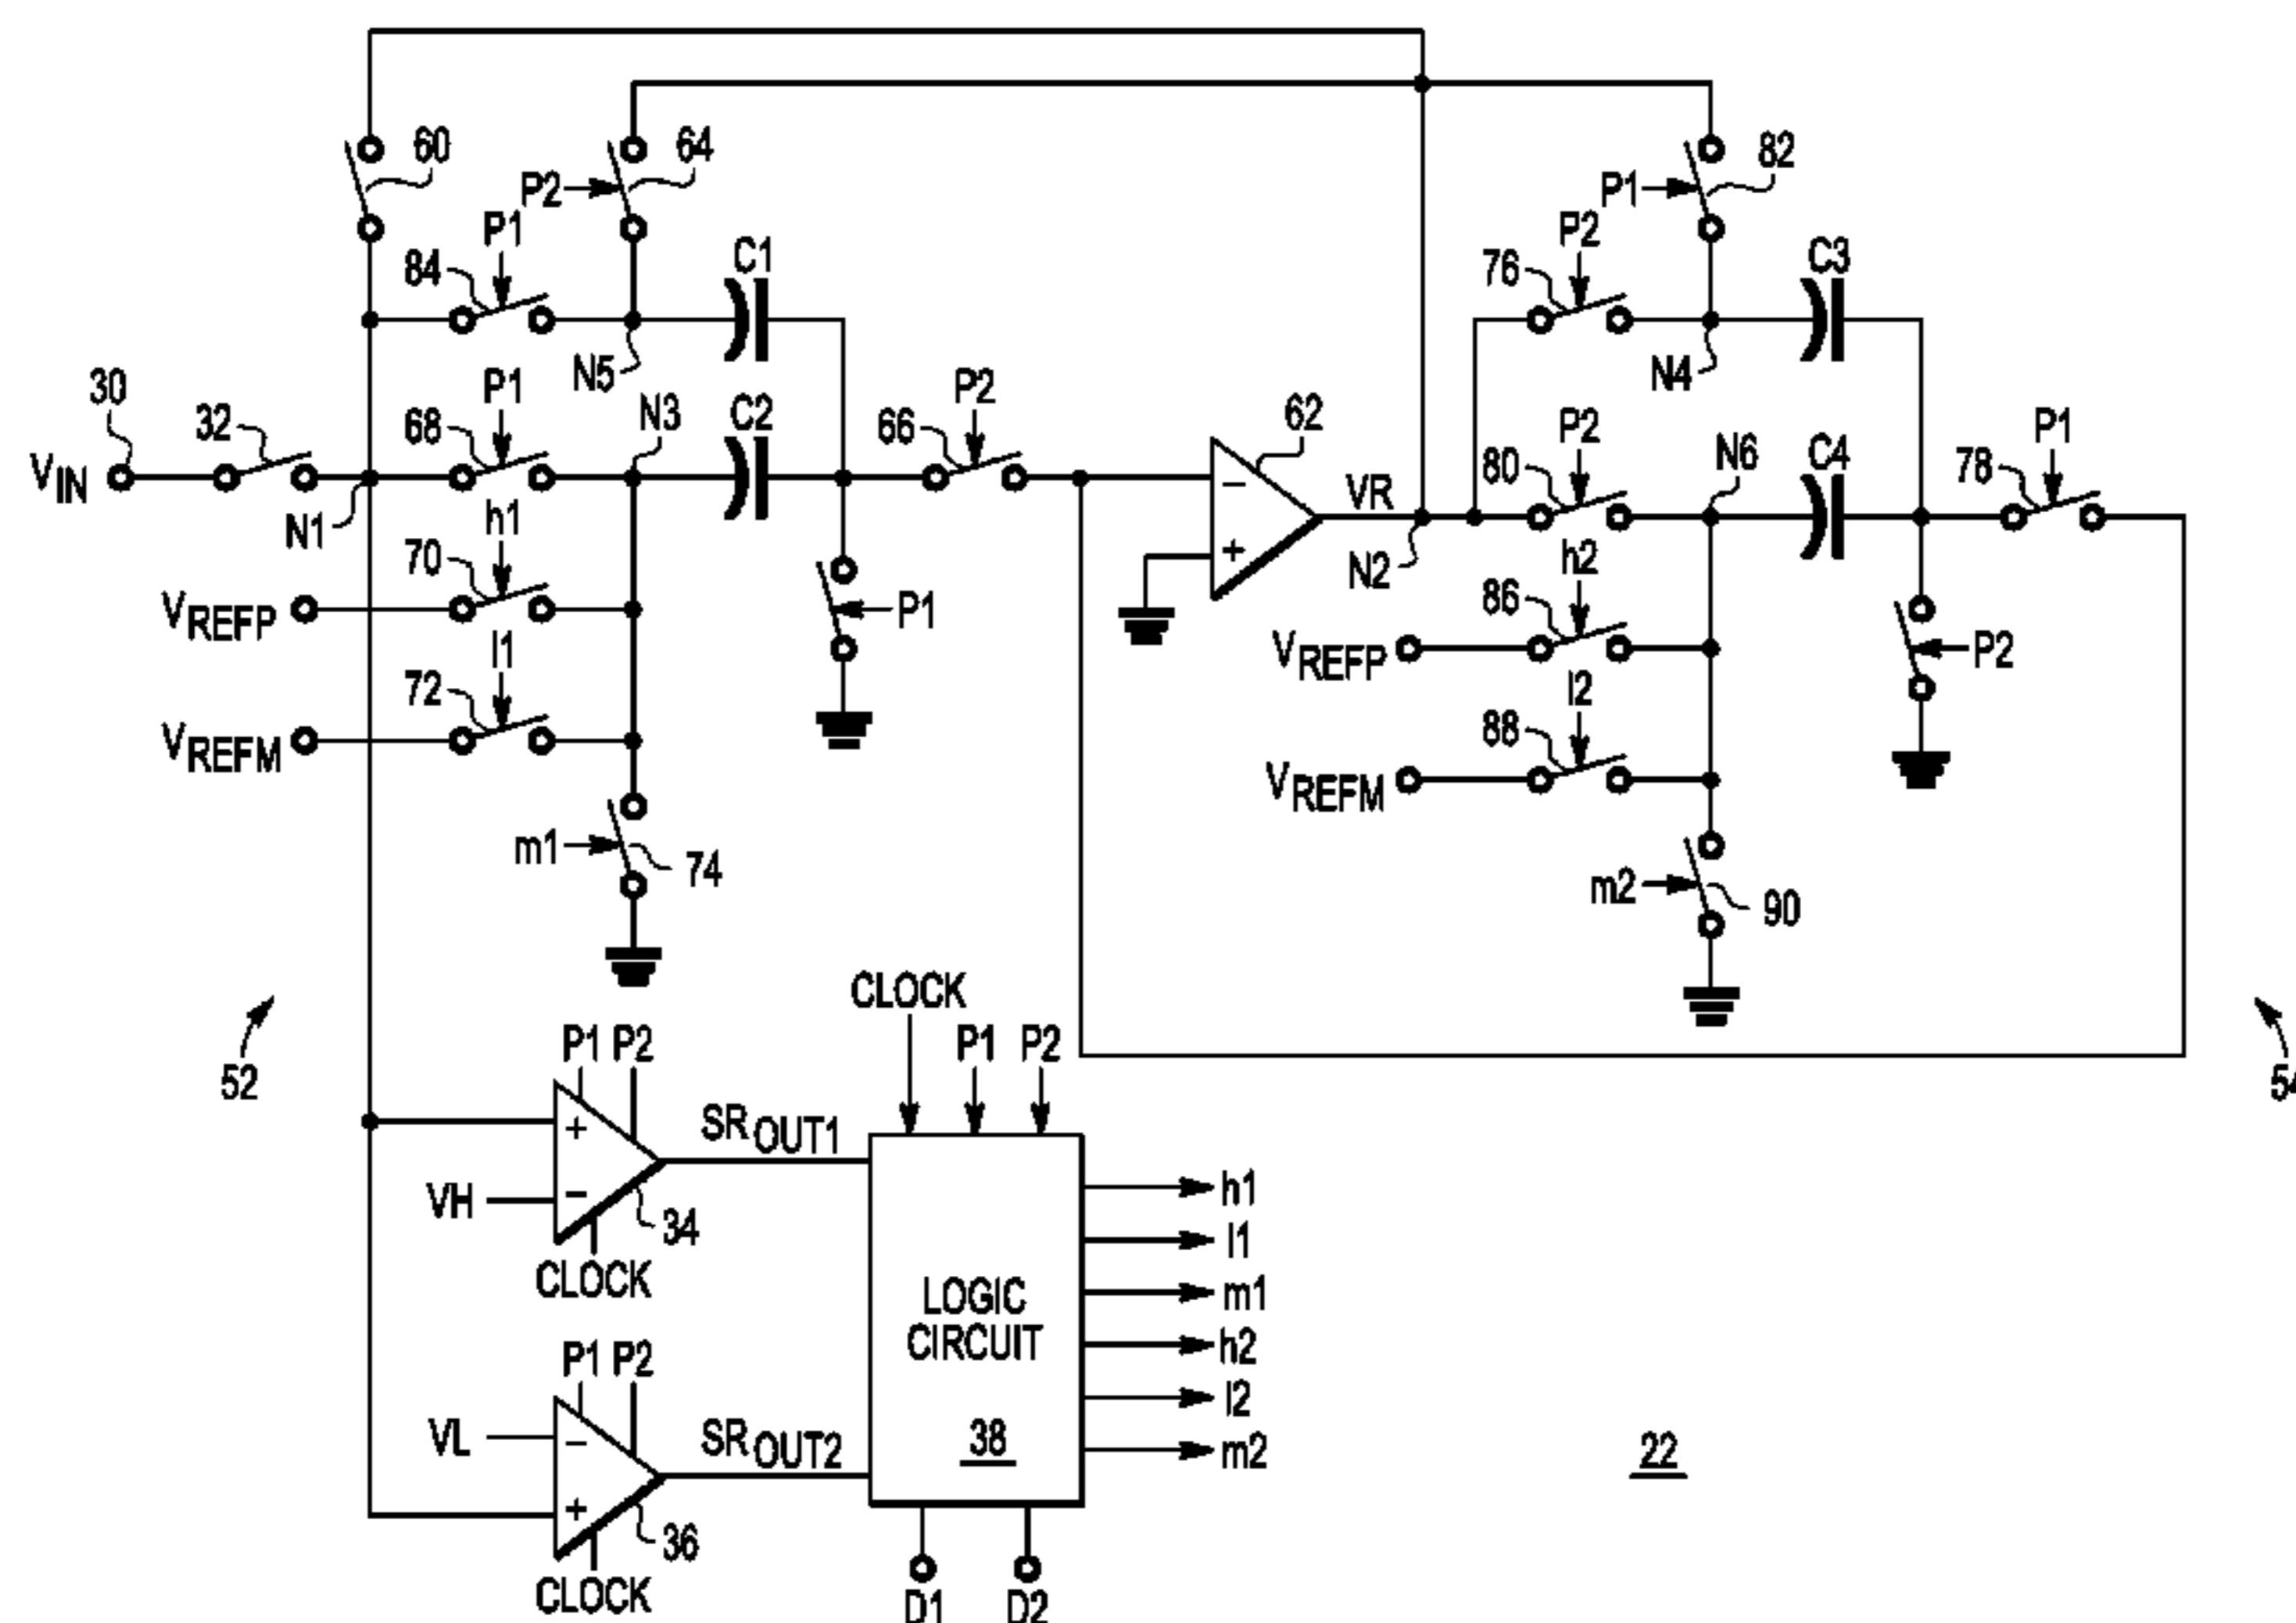 60
64
82
P2
P1
P1
P2
84
C1
76
C3
N5
N4
30
P1
N3
C2
P2
62
P2
N6
C4
P1
32
68
66
80
78
VIN
VR
N1
h1
N2
h2
70
86
VREFP
P1
VREFP
P2
l1
l2
72
88
VREFM
VREFM
m1
74
m2
90
CLOCK
52
P1 P2
P1 P2
54
SROUT1
VH
34
h1
CLOCK
l1
LOGIC
CIRCUIT
38
m1
P1 P2
h2
VL
SROUT2
l2
22
m2
36
CLOCK
D1 D2